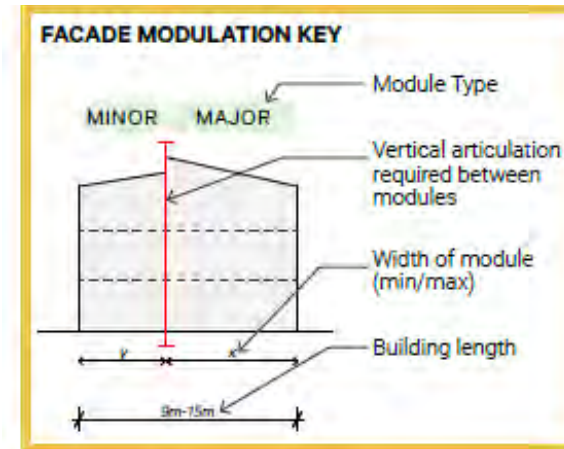 FACADE MODULATION KEY
Module Type
MINOR MAJOR
Vertical articulation
required between
modules
Width of module
(min/max)
y x
Building length
9m-15m